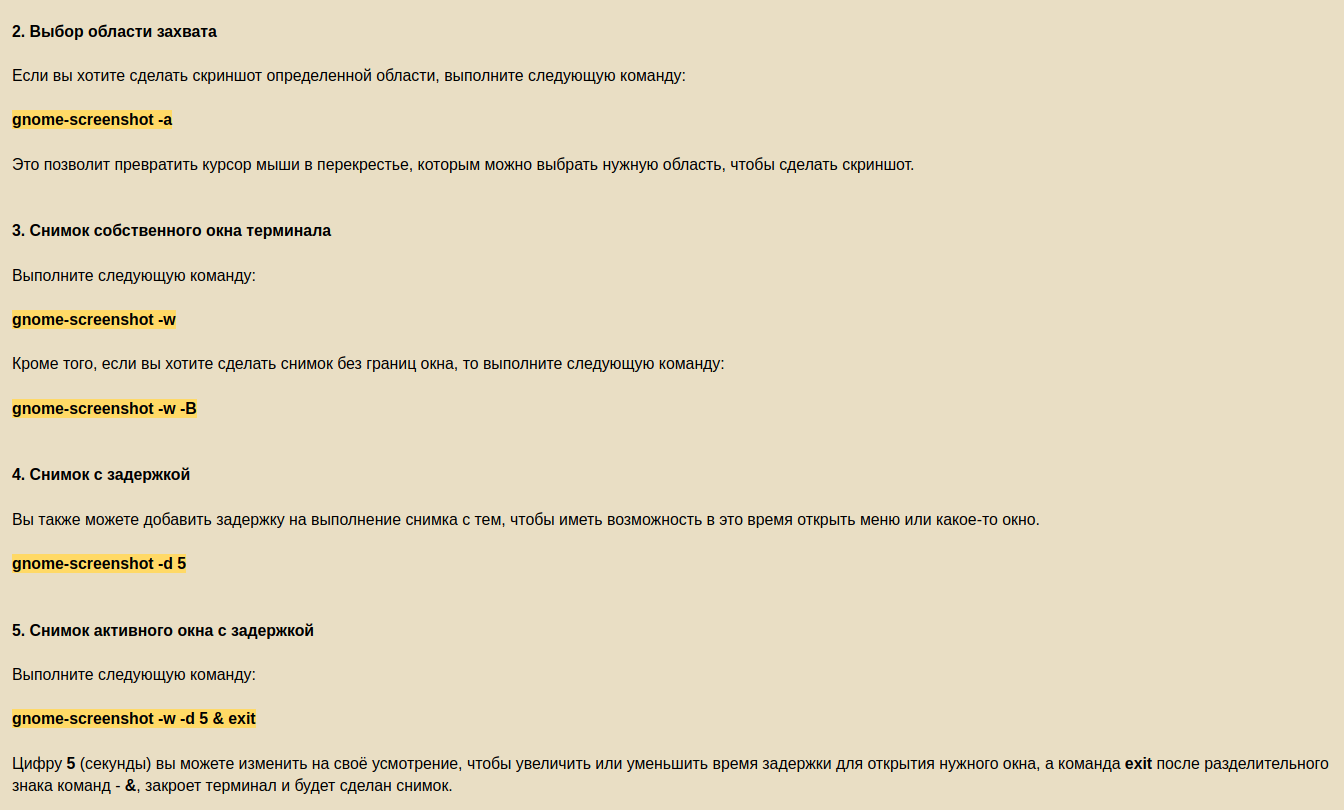 2. Выбор области захвата
Если вы хотите сделать скриншот определенной области, выполните следующую команду:
gnome-screenshot -a
Это позволит превратить курсор мыши в перекрестье, которым можно выбрать нужную область, чтобы сделать скриншот.
3. Снимок собственного окна терминала
Выполните следующую команду:
gnome-screenshot -w
Кроме того, если вы хотите сделать снимок без границ окна, то выполните следующую команду:
gnome-screenshot -w -B
4. Снимок с задержкой
Вы также можете добавить задержку на выполнение снимка с тем, чтобы иметь возможность в это время открыть меню или какое-то окно.
gnome-screenshot -d 5
5. Снимок активного окна с задержкой
Выполните следующую команду:
gnome-screenshot -w -d 5 & exit
Цифру 5 (секунды) вы можете изменить на своё усмотрение, чтобы увеличить или уменьшить время задержки для открытия нужного окна, а команда exit после разделительного
знака команд - &, закроет терминал и будет сделан снимок.